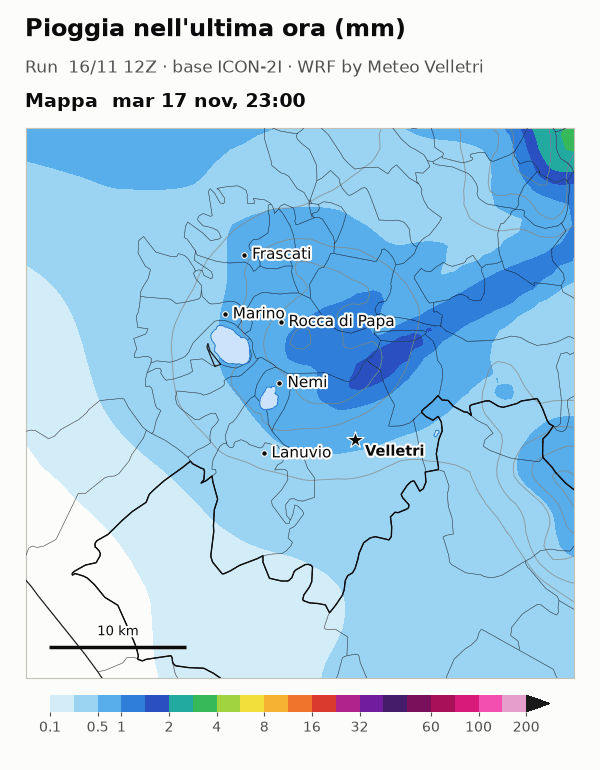 Pioggia nell'ultima ora (mm)
Run  16/11 12Z · base ICON-2I · WRF by Meteo Velletri
Mappa  mar 17 nov, 23:00
Frascati
Marino
Rocca di Papa
Nemi
Velletri
Lanuvio
10 km
0.1 0.5 1 2 4 8 16 32 60 100 200